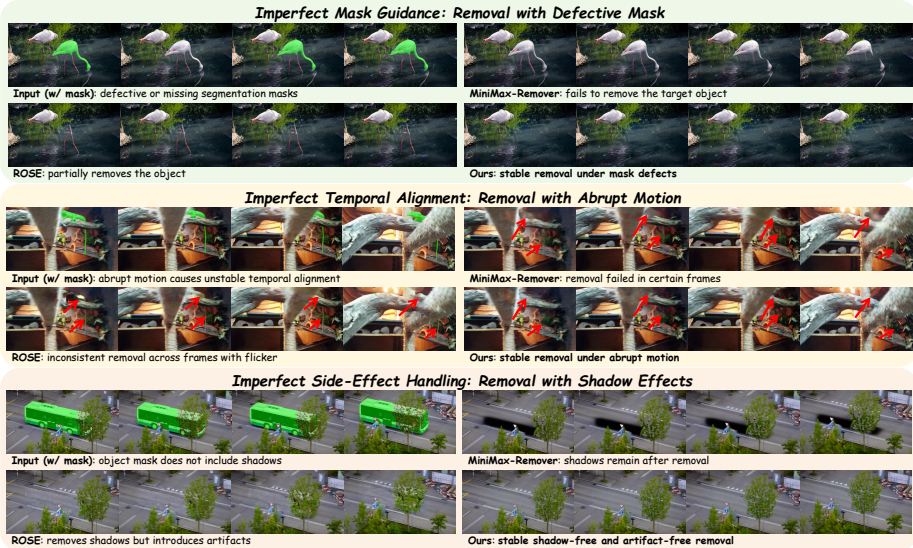 Imperfect Mask Guidance: Removal with Defective Mask
Input (w/ mask): defective or missing segmentation masks
MiniMax-Remover: fails to remove the target object
ROSE: partially removes the object
Ours: stable removal under mask defects
Imperfect Temporal Alignment: Removal with Abrupt Motion
Input (w/ mask): abrupt motion causes unstable temporal alignment
MiniMax-Remover: removal failed in certain frames
ROSE: inconsistent removal across frames with flicker
Ours: stable removal under abrupt motion
Imperfect Side-Effect Handling: Removal with Shadow Effects
Input (w/ mask): object mask does not include shadows
MiniMax-Remover: shadows remain after removal
ROSE: removes shadows but introduces artifacts
Ours: stable shadow-free and artifact-free removal